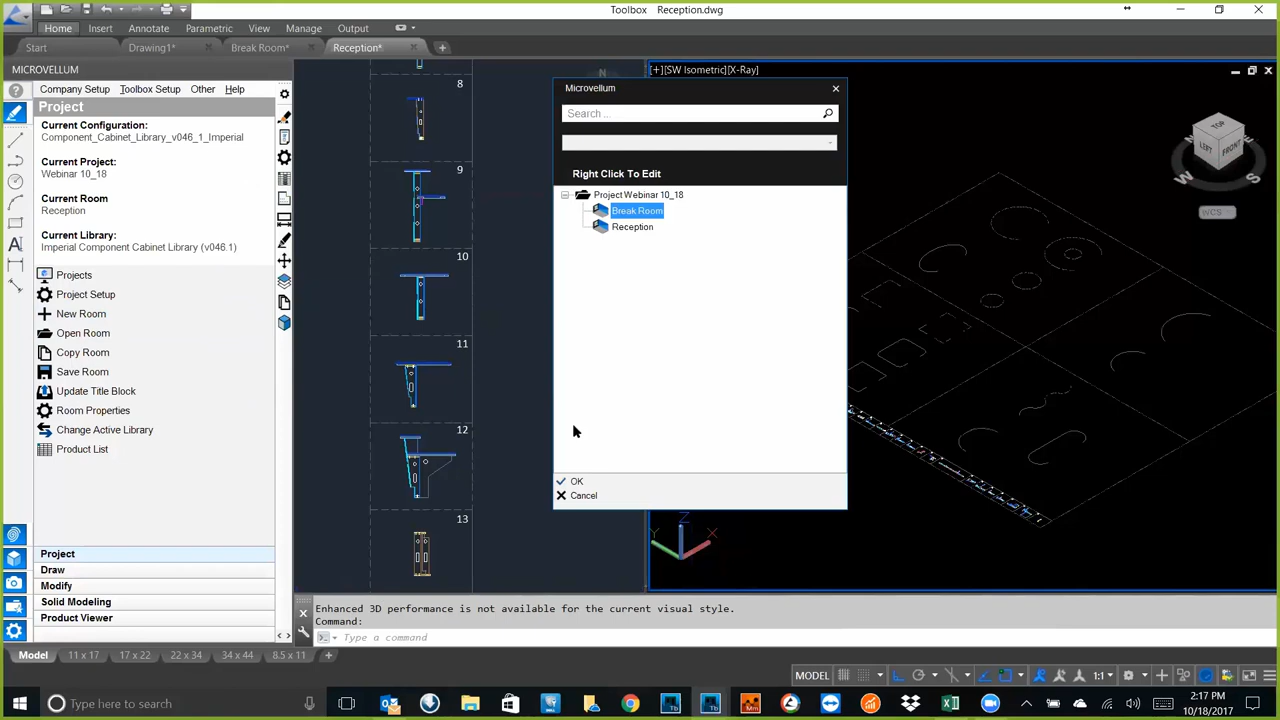 Toolbox Reception.dwg
Home Insert Annotate Parametric View Manage Output
Start Drawing1* Break Room* Reception*
MICROVELLUM
Company Setup Toolbox Setup Other Help
Project
Current Configuration:
Component_Cabinet_Library_v046_1_Imperial
Current Project:
Webinar 10_18
Current Room
Reception
Current Library:
Imperial Component Cabinet Library (v046.1)
Projects
Project Setup
New Room
Open Room
Copy Room
Save Room
Update Title Block
Room Properties
Change Active Library
Product List
Project
Draw
Modify
Solid Modeling
Product Viewer
8
9
10
11
12
13
N
Microvellum
Search ...
Right Click To Edit
Project Webinar 10_18
Break Room
Reception
OK
Cancel
[+][SW Isometric][X-Ray]
TOP
LEFT FRONT
W S
WCS
Z
Y X
Enhanced 3D performance is not available for the current visual style.
Command:
Type a command
Model 11 x 17 17 x 22 22 x 34 34 x 44 8.5 x 11
MODEL 1:1
Type here to search
2:17 PM
10/18/2017